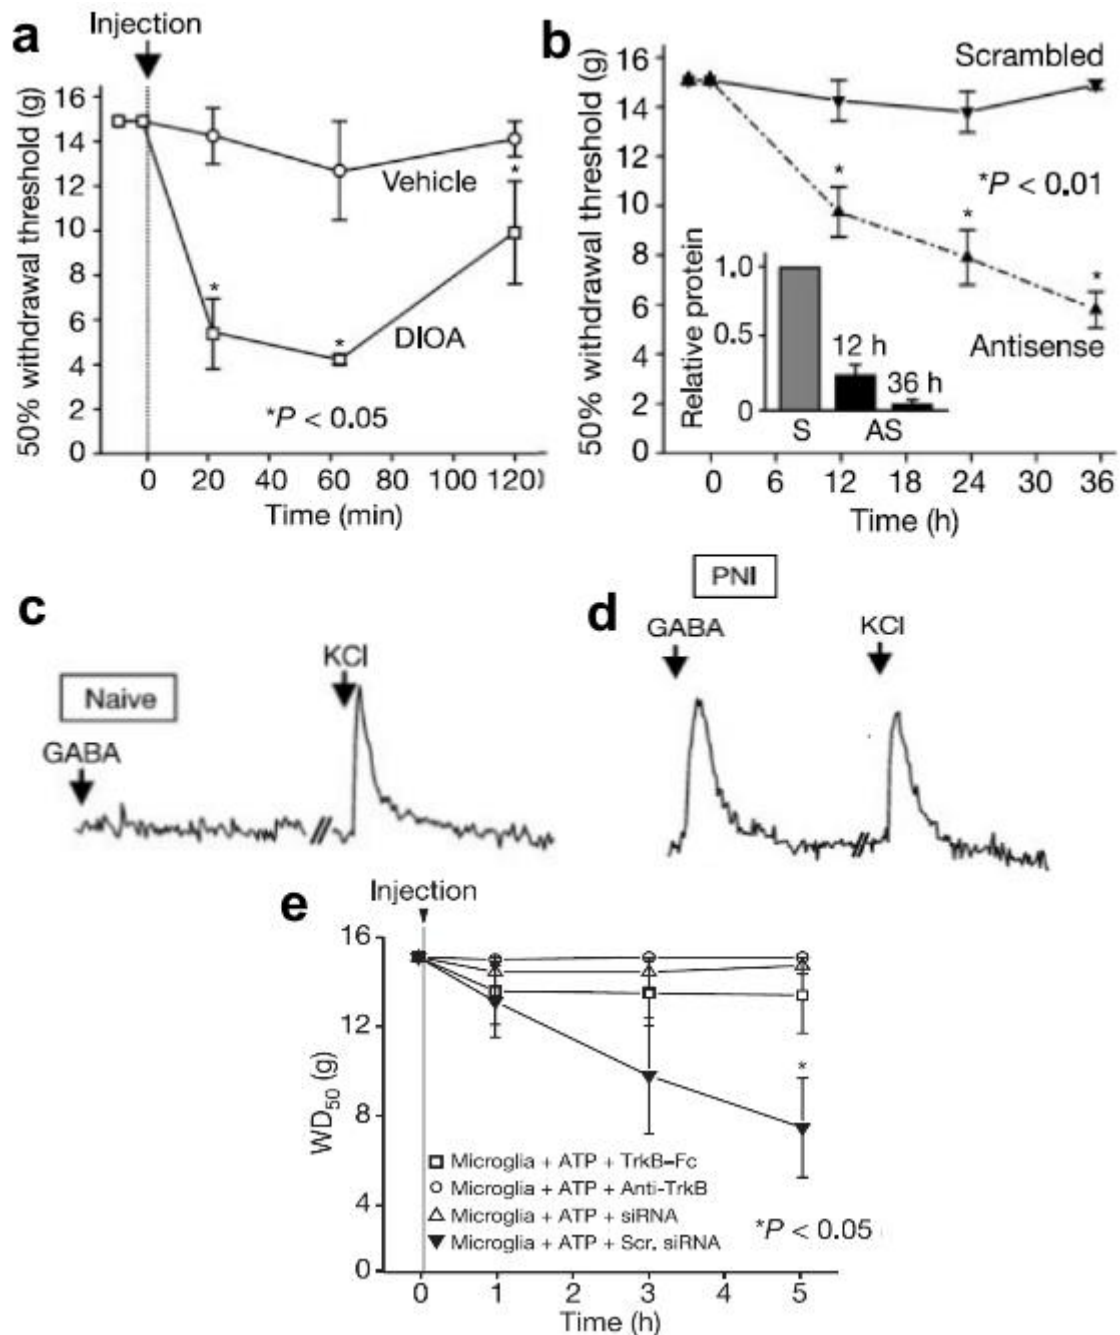 a
Injection
50% withdrawal threshold (g)
16
14
12
10
8
6
4
2
0
Vehicle
*
*
*
DIOA
*P < 0.05
0 20 40 60 80 100 120)
Time (min)
b
50% withdrawal threshold (g)
16
14
12
10
8
6
4
2
0
Scrambled
*P < 0.01
*
*
*
Antisense
Relative protein
1.0
0.5
0
12 h
36 h
S AS
0 6 12 18 24 30 36
Time (h)
c
Naive
GABA
KCl
d
PNI
GABA
KCl
e
Injection
WD50 (g)
16
12
8
4
0
*
Microglia + ATP + TrkB–Fc
Microglia + ATP + Anti-TrkB
Microglia + ATP + siRNA
Microglia + ATP + Scr. siRNA
*P < 0.05
0 1 2 3 4 5
Time (h)